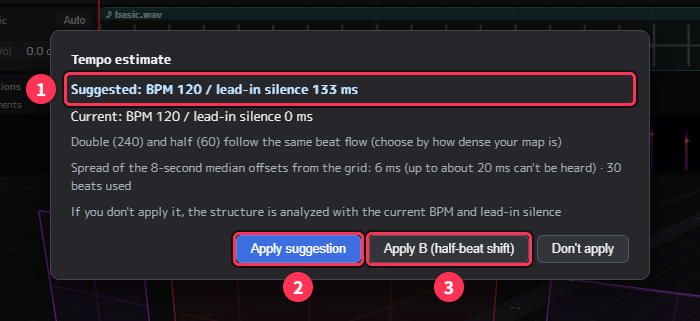 ic
Auto
♪ basic.wav
Vol
0.0
Tempo estimate
1
Suggested: BPM 120 / lead-in silence 133 ms
Current: BPM 120 / lead-in silence 0 ms
Double (240) and half (60) follow the same beat flow (choose by how dense your map is)
Spread of the 8-second median offsets from the grid: 6 ms (up to about 20 ms can't be heard) · 30
beats used
If you don't apply it, the structure is analyzed with the current BPM and lead-in silence
Apply suggestion
Apply B (half-beat shift)
Don't apply
2
3